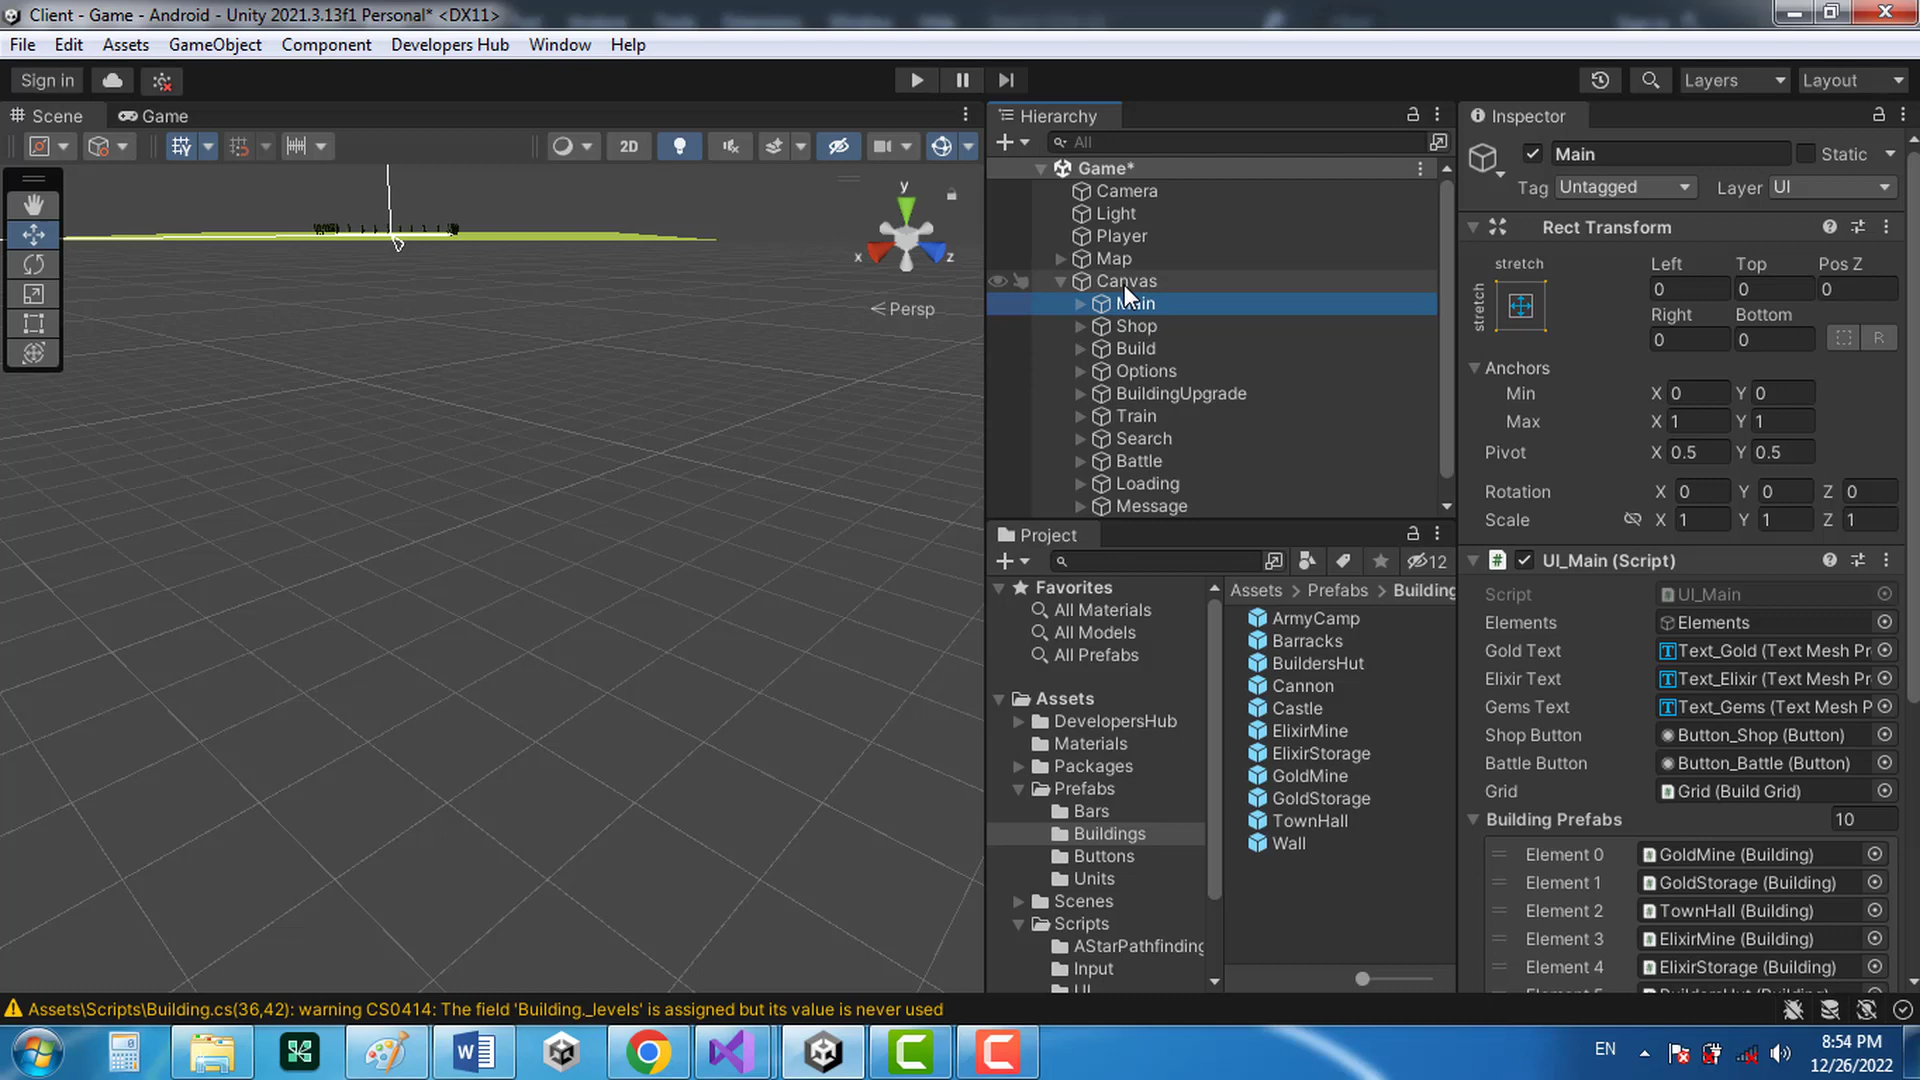 Client - Game - Android - Unity 2021.3.13f1 Personal* <DX11>
File Edit Assets GameObject Component Developers Hub Window Help
Sign in
Layers
Layout
Scene
Game
2D
y
x
z
Persp
Hierarchy
All
Game*
Camera
Light
Player
Map
Canvas
Main
Shop
Build
Options
BuildingUpgrade
Train
Search
Battle
Loading
Message
Project
12
Favorites
All Materials
All Models
All Prefabs
Assets
DevelopersHub
Materials
Packages
Prefabs
Bars
Buildings
Buttons
Units
Scenes
Scripts
AStarPathfinding
Input
Assets > Prefabs > Building
ArmyCamp
Barracks
BuildersHut
Cannon
Castle
ElixirMine
ElixirStorage
GoldMine
GoldStorage
TownHall
Wall
Inspector
Main
Static
Tag Untagged
Layer UI
Rect Transform
stretch
stretch
Left Top Pos Z
0 0 0
Right Bottom
0 0
R
Anchors
Min X 0 Y 0
Max X 1 Y 1
Pivot X 0.5 Y 0.5
Rotation X 0 Y 0 Z 0
Scale X 1 Y 1 Z 1
UI_Main (Script)
Script UI_Main
Elements Elements
Gold Text Text_Gold (Text Mesh Pr
Elixir Text Text_Elixir (Text Mesh Pr
Gems Text Text_Gems (Text Mesh P
Shop Button Button_Shop (Button)
Battle Button Button_Battle (Button)
Grid Grid (Build Grid)
Building Prefabs 10
Element 0 GoldMine (Building)
Element 1 GoldStorage (Building)
Element 2 TownHall (Building)
Element 3 ElixirMine (Building)
Element 4 ElixirStorage (Building)
Assets\Scripts\Building.cs(36,42): warning CS0414: The field 'Building._levels' is assigned but its value is never used
EN
8:54 PM
12/26/2022